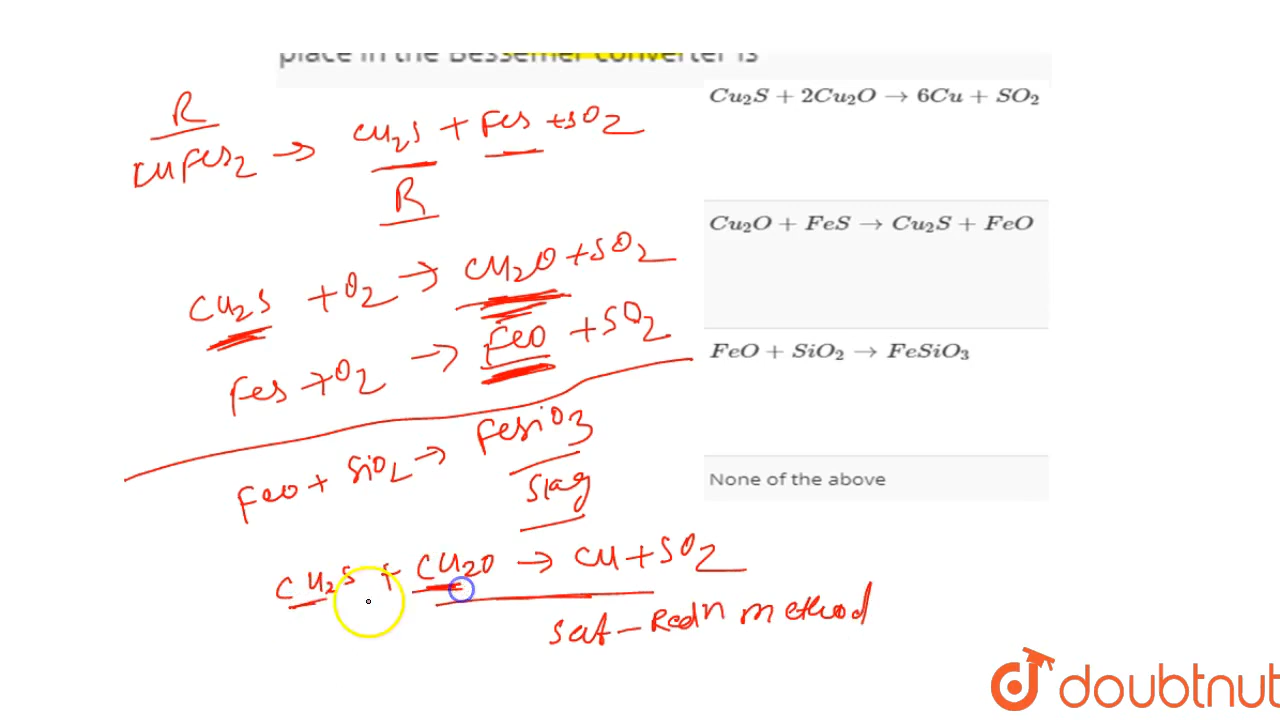 place in the Bessemer converter is
R
CuFeS2 → Cu2S + FeS + SO2
R
Cu2S + O2 → Cu2O + SO2
FeS + O2 → FeO + SO2
FeO + SiO2 → FeSiO3
Slag
Cu2S + Cu2O → Cu + SO2
Self - Redn method
Cu₂S + 2Cu₂O → 6Cu + SO₂
Cu₂O + FeS → Cu₂S + FeO
FeO + SiO₂ → FeSiO₃
None of the above
doubtnut